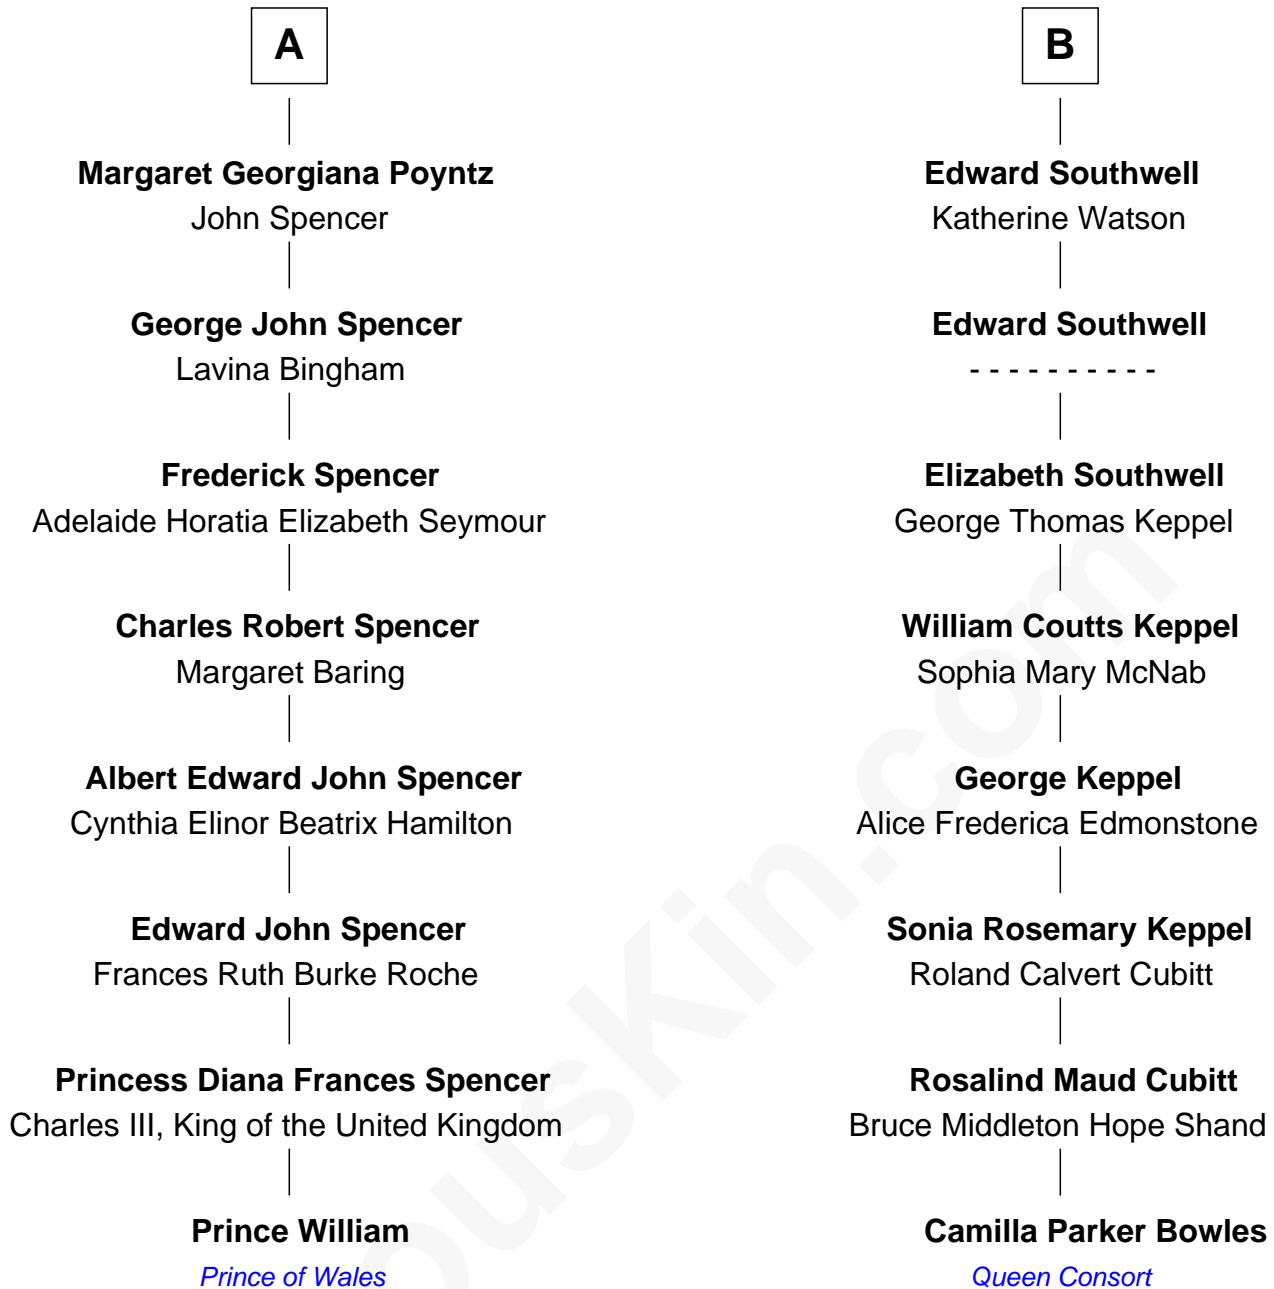 A
Margaret Georgiana Poyntz
John Spencer
George John Spencer
Lavina Bingham
Frederick Spencer
Adelaide Horatia Elizabeth Seymour
Charles Robert Spencer
Margaret Baring
Albert Edward John Spencer
Cynthia Elinor Beatrix Hamilton
Edward John Spencer
Frances Ruth Burke Roche
Princess Diana Frances Spencer
Charles III, King of the United Kingdom
Prince William
Prince of Wales
B
Edward Southwell
Katherine Watson
Edward Southwell
- - - - - - - - - -
Elizabeth Southwell
George Thomas Keppel
William Coutts Keppel
Sophia Mary McNab
George Keppel
Alice Frederica Edmonstone
Sonia Rosemary Keppel
Roland Calvert Cubitt
Rosalind Maud Cubitt
Bruce Middleton Hope Shand
Camilla Parker Bowles
Queen Consort
ousKin.com